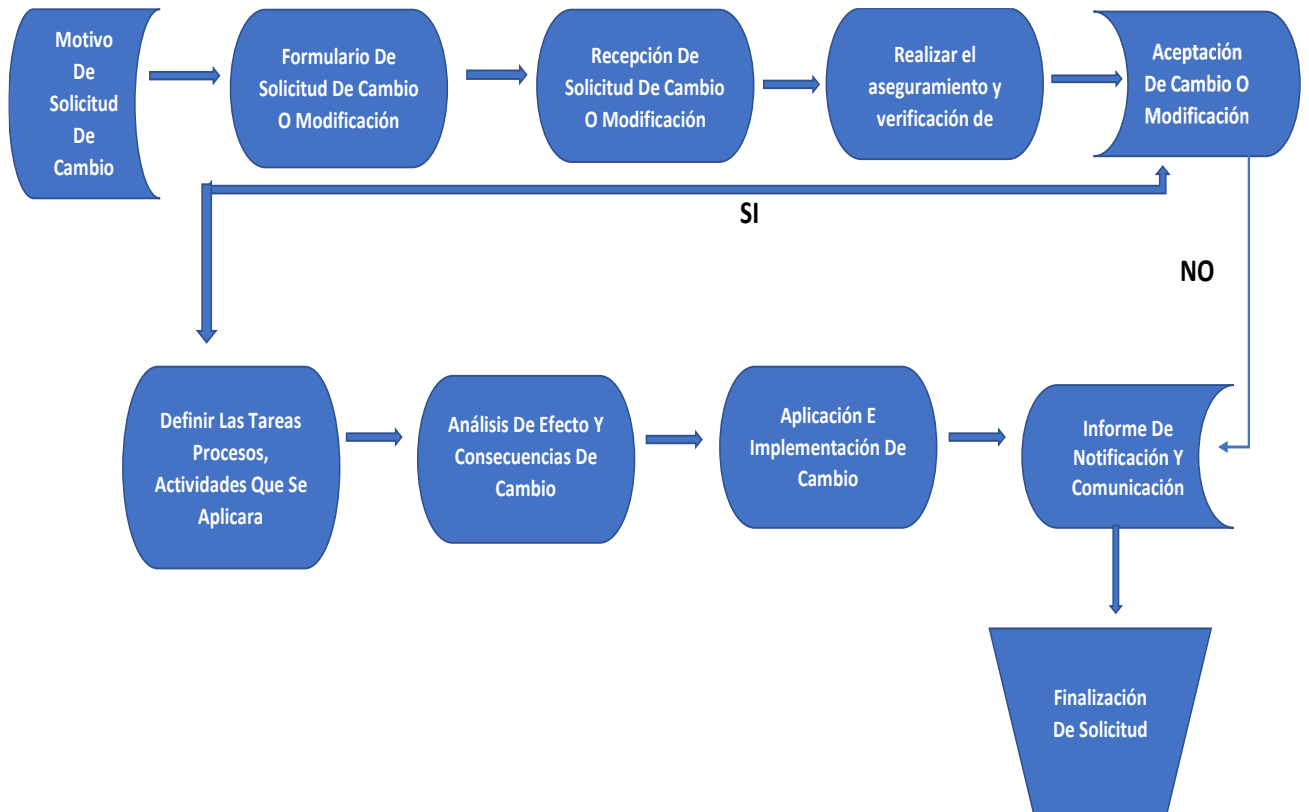 Motivo
De
Solicitud
De
Cambio
Formulario De
Solicitud De Cambio
O Modificación
Recepción De
Solicitud De Cambio
O Modificación
Realizar el
aseguramiento y
verificación de
Aceptación
De Cambio O
Modificación
SI
NO
Definir Las Tareas
Procesos,
Actividades Que Se
Aplicara
Análisis De Efecto Y
Consecuencias De
Cambio
Aplicación E
Implementación De
Cambio
Informe De
Notificación Y
Comunicación
Finalización
De Solicitud